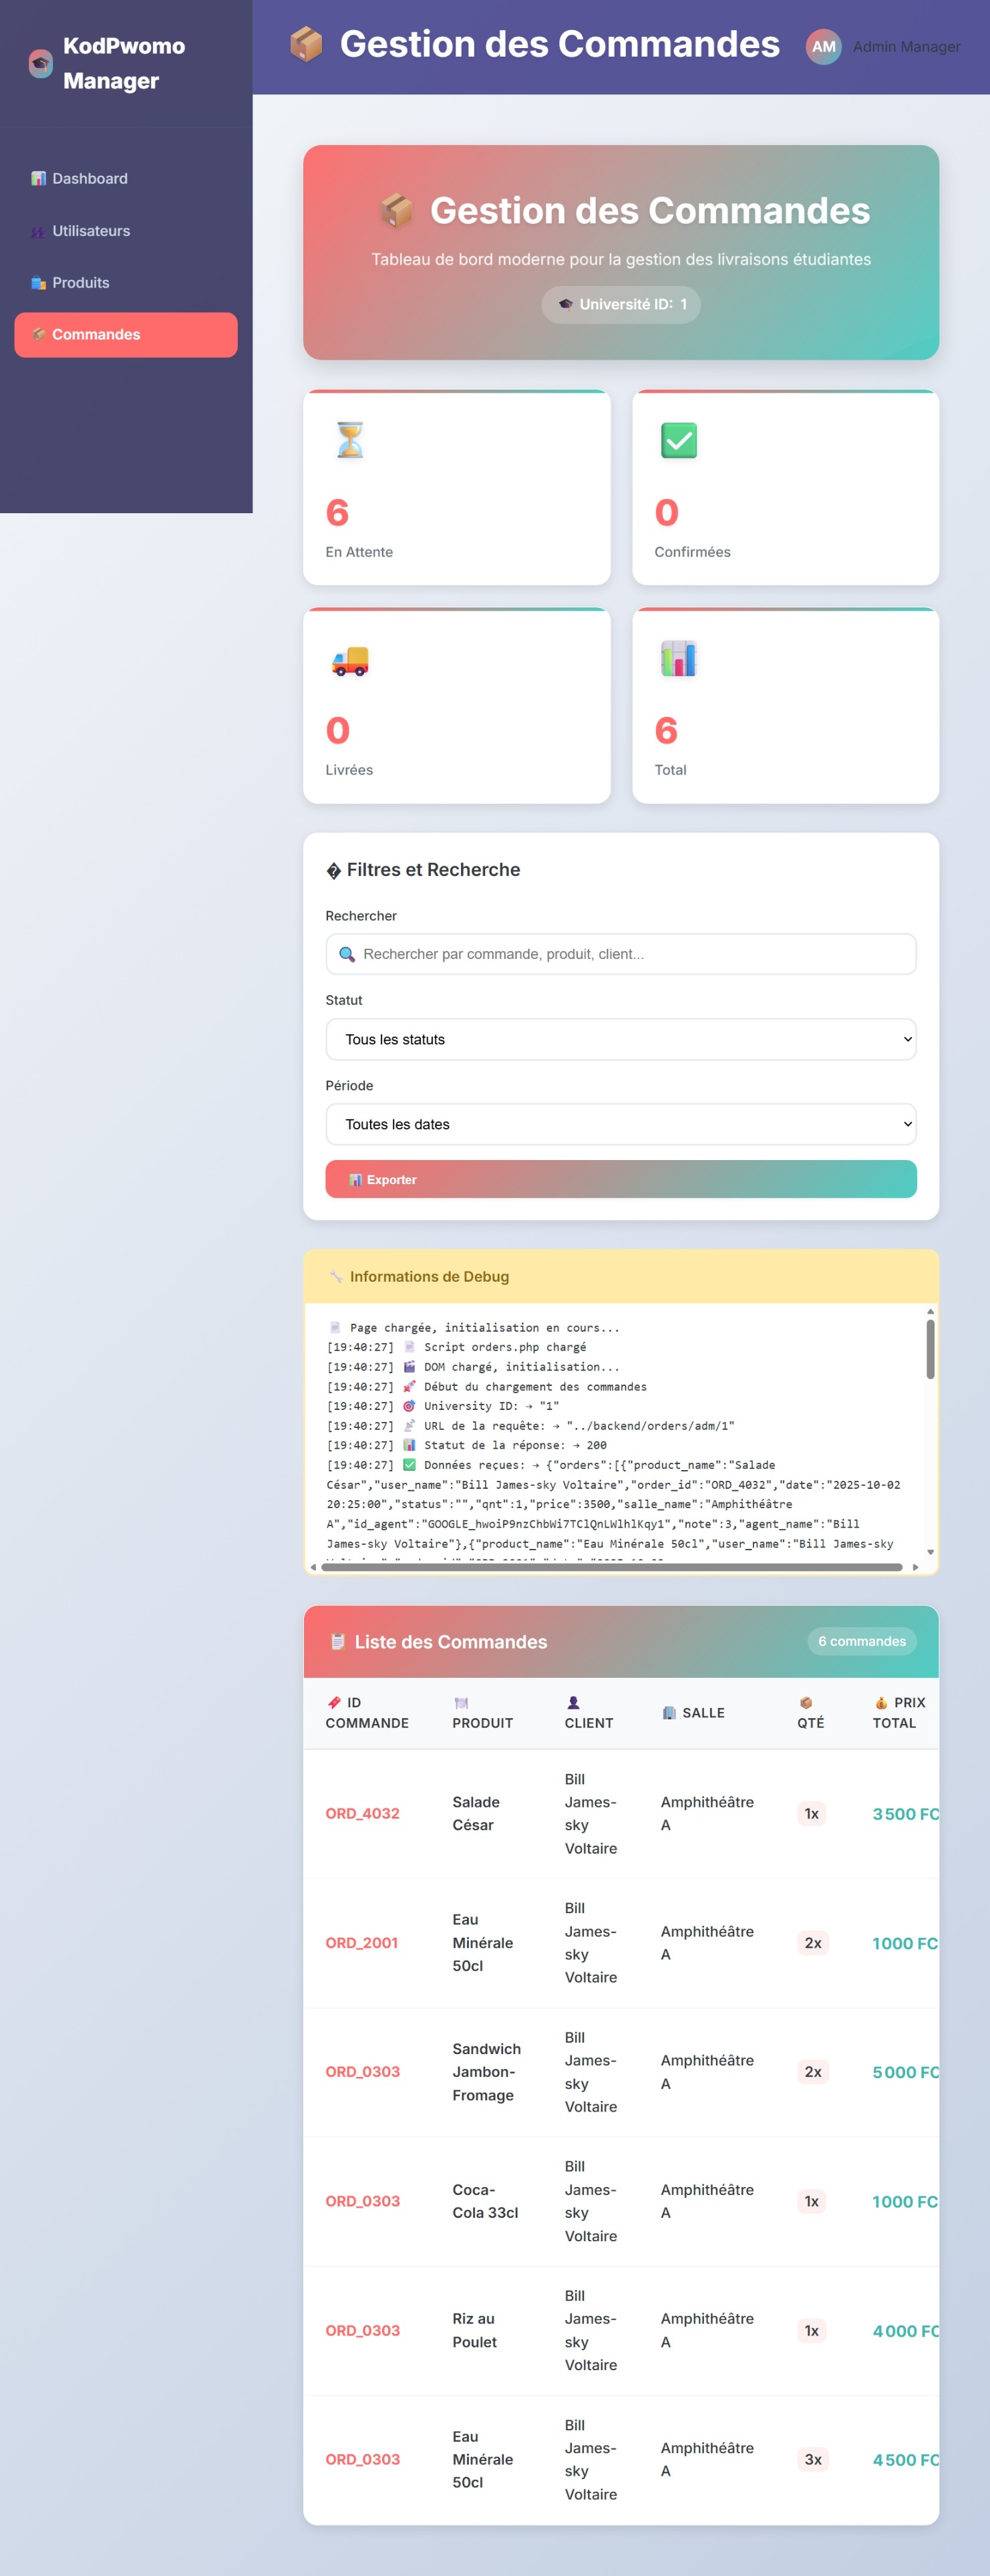 KodPwomo
Manager
📊 Dashboard
👥 Utilisateurs
🛍️ Produits
📦 Commandes
📦 Gestion des Commandes
AM Admin Manager
📦 Gestion des Commandes
Tableau de bord moderne pour la gestion des livraisons étudiantes
🎓 Université ID: 1
⏳
6
En Attente
✅
0
Confirmées
🚚
0
Livrées
📊
6
Total
� Filtres et Recherche
Rechercher
🔍 Rechercher par commande, produit, client...
Statut
Tous les statuts
Période
Toutes les dates
📊 Exporter
🔧 Informations de Debug
📄 Page chargée, initialisation en cours...
[19:40:27] 📄 Script orders.php chargé
[19:40:27] 🎬 DOM chargé, initialisation...
[19:40:27] 🚀 Début du chargement des commandes
[19:40:27] 🎯 University ID: → "1"
[19:40:27] 📡 URL de la requête: → "../backend/orders/adm/1"
[19:40:27] 📊 Statut de la réponse: → 200
[19:40:27] ✅ Données reçues: → {"orders":[{"product_name":"Salade
César","user_name":"Bill James-sky Voltaire","order_id":"ORD_4032","date":"2025-10-02
20:25:00","status":"","qnt":1,"price":3500,"salle_name":"Amphithéâtre
A","id_agent":"GOOGLE_hwoiP9nzChbWi7TClQnLWlhlKqy1","note":3,"agent_name":"Bill
James-sky Voltaire"},{"product_name":"Eau Minérale 50cl","user_name":"Bill James-sky
📋 Liste des Commandes
6 commandes
ID COMMANDE
🍽️ PRODUIT
👤 CLIENT
🏢 SALLE
📦 QTÉ
💰 PRIX TOTAL
ORD_4032
Salade César
Bill James-sky Voltaire
Amphithéâtre A
1x
3 500 FC
ORD_2001
Eau Minérale 50cl
Bill James-sky Voltaire
Amphithéâtre A
2x
1 000 FC
ORD_0303
Sandwich Jambon-Fromage
Bill James-sky Voltaire
Amphithéâtre A
2x
5 000 FC
ORD_0303
Coca-Cola 33cl
Bill James-sky Voltaire
Amphithéâtre A
1x
1 000 FC
ORD_0303
Riz au Poulet
Bill James-sky Voltaire
Amphithéâtre A
1x
4 000 FC
ORD_0303
Eau Minérale 50cl
Bill James-sky Voltaire
Amphithéâtre A
3x
4 500 FC